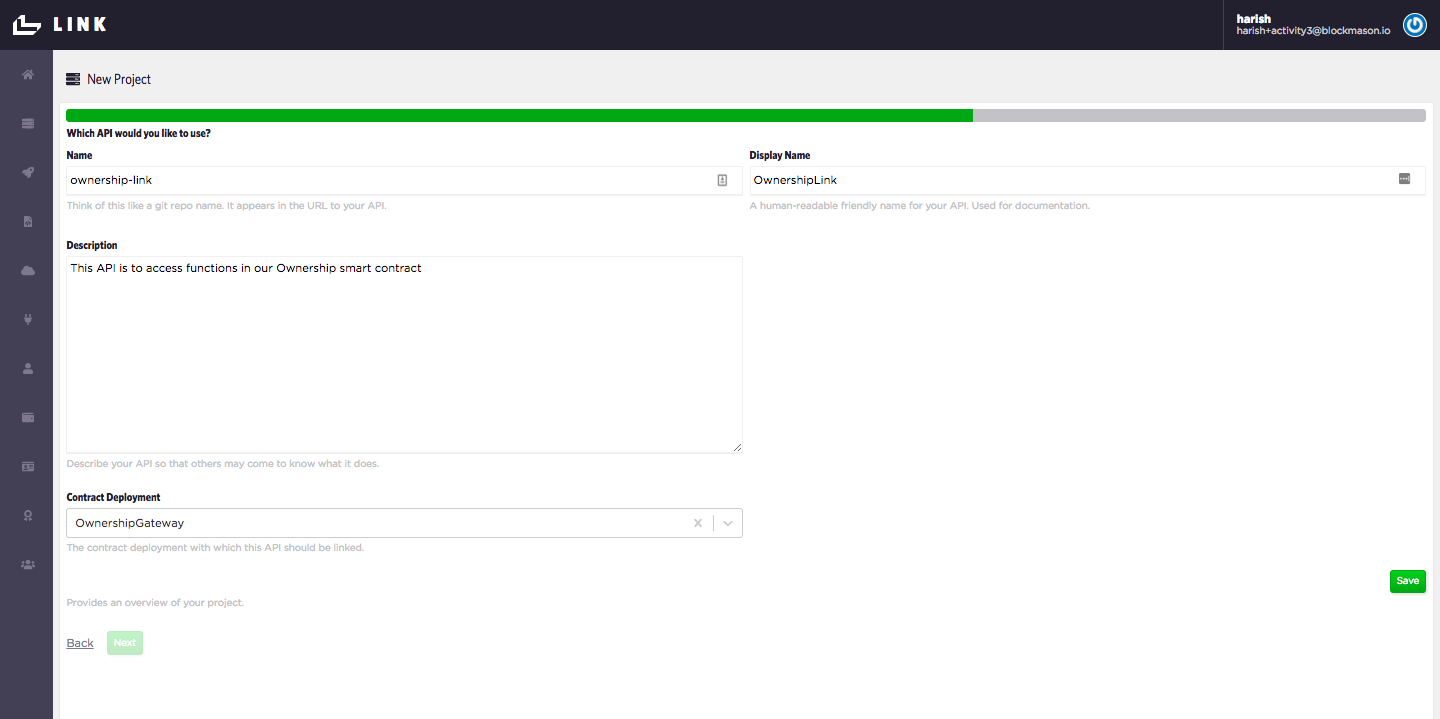 LINK
harish
harish+activity3@blockmason.io
New Project
Which API would you like to use?
Name
Display Name
ownership-link
OwnershipLink
Think of this like a git repo name. It appears in the URL to your API.
A human-readable friendly name for your API. Used for documentation.
Description
This API is to access functions in our Ownership smart contract
Describe your API so that others may come to know what it does.
Contract Deployment
OwnershipGateway
The contract deployment with which this API should be linked.
Save
Provides an overview of your project.
Back
Next